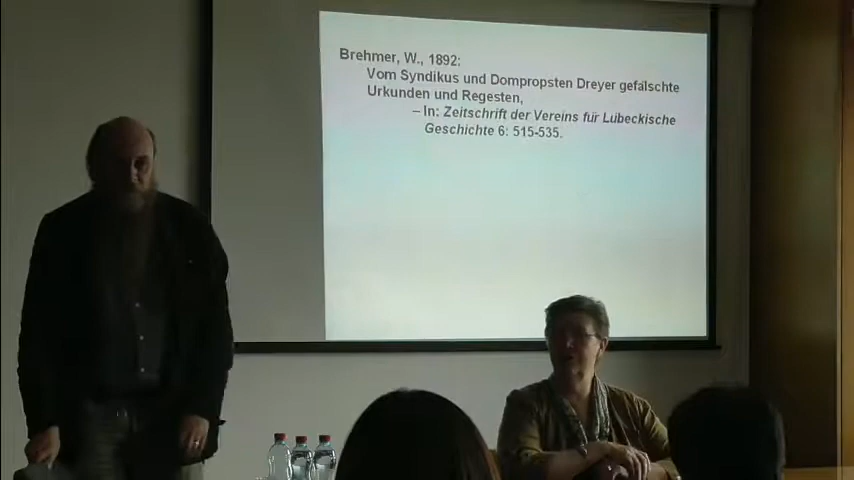 Brehmer, W., 1892:
Vom Syndikus und Dompropsten Dreyer gefälschte
Urkunden und Regesten,
– In: Zeitschrift der Vereins für Lubeckische
Geschichte 6: 515-535.